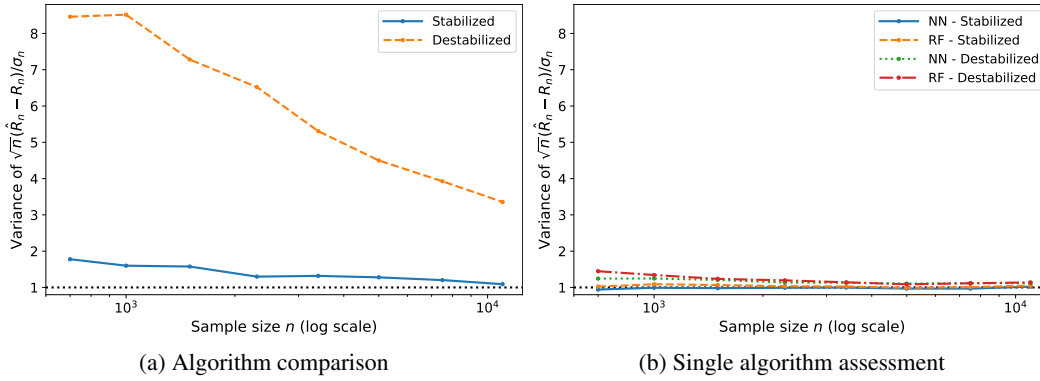 Variance of √n(R̂ₙ − Rₙ)/σₙ
8
7
6
5
4
3
2
1
Stabilized
Destabilized
10³
10⁴
Sample size n (log scale)
(a) Algorithm comparison
Variance of √n(R̂ₙ − Rₙ)/σₙ
8
7
6
5
4
3
2
1
NN - Stabilized
RF - Stabilized
NN - Destabilized
RF - Destabilized
10³
10⁴
Sample size n (log scale)
(b) Single algorithm assessment